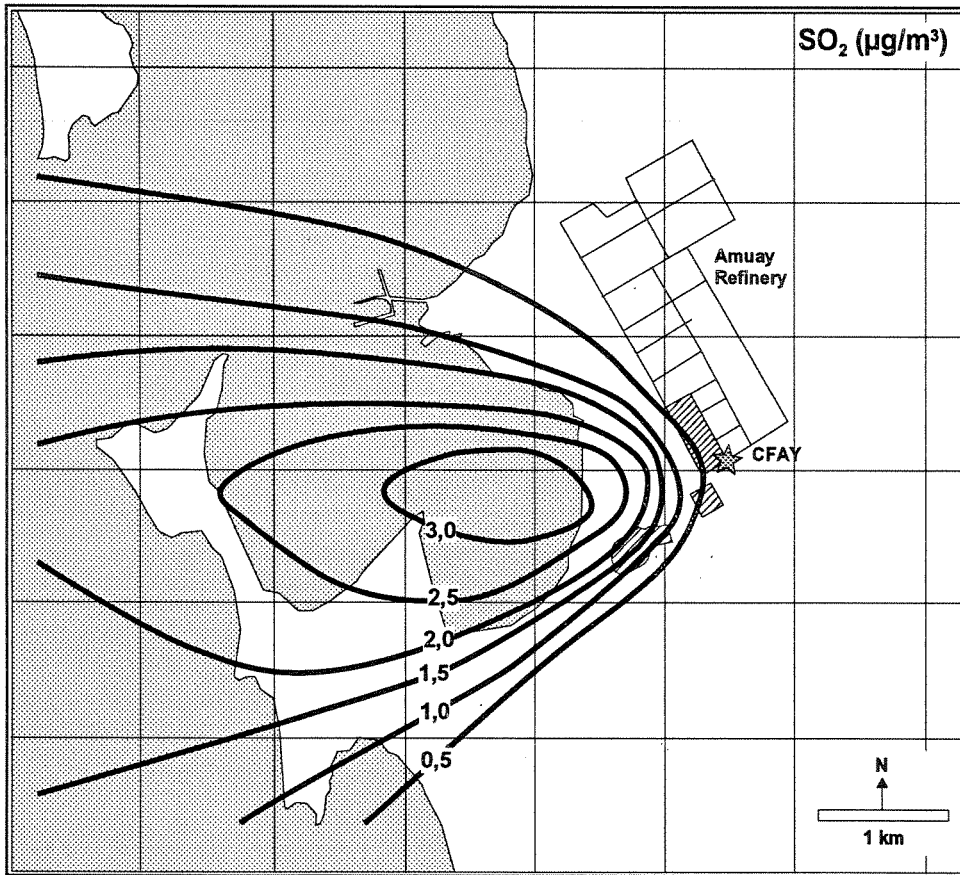 SO₂ (µg/m³)
Amuay
Refinery
CFAY
3,0
2,5
2,0
1,5
1,0
0,5
N
1 km